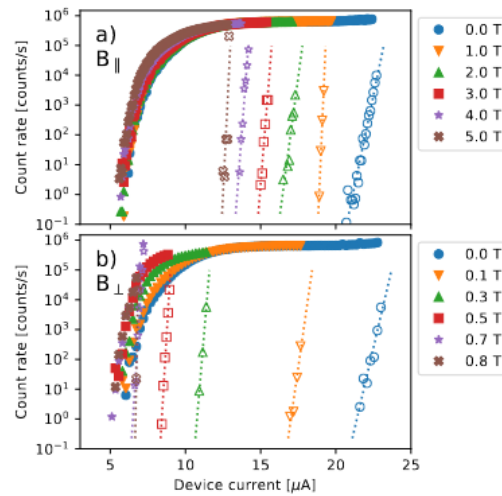 a)
B∥
Count rate [counts/s]
10^6
10^5
10^4
10^3
10^2
10^1
10^0
10^-1
0.0 T
1.0 T
2.0 T
3.0 T
4.0 T
5.0 T
b)
B⊥
Count rate [counts/s]
10^6
10^5
10^4
10^3
10^2
10^1
10^0
10^-1
0.0 T
0.1 T
0.3 T
0.5 T
0.7 T
0.8 T
5 10 15 20 25
Device current [μA]